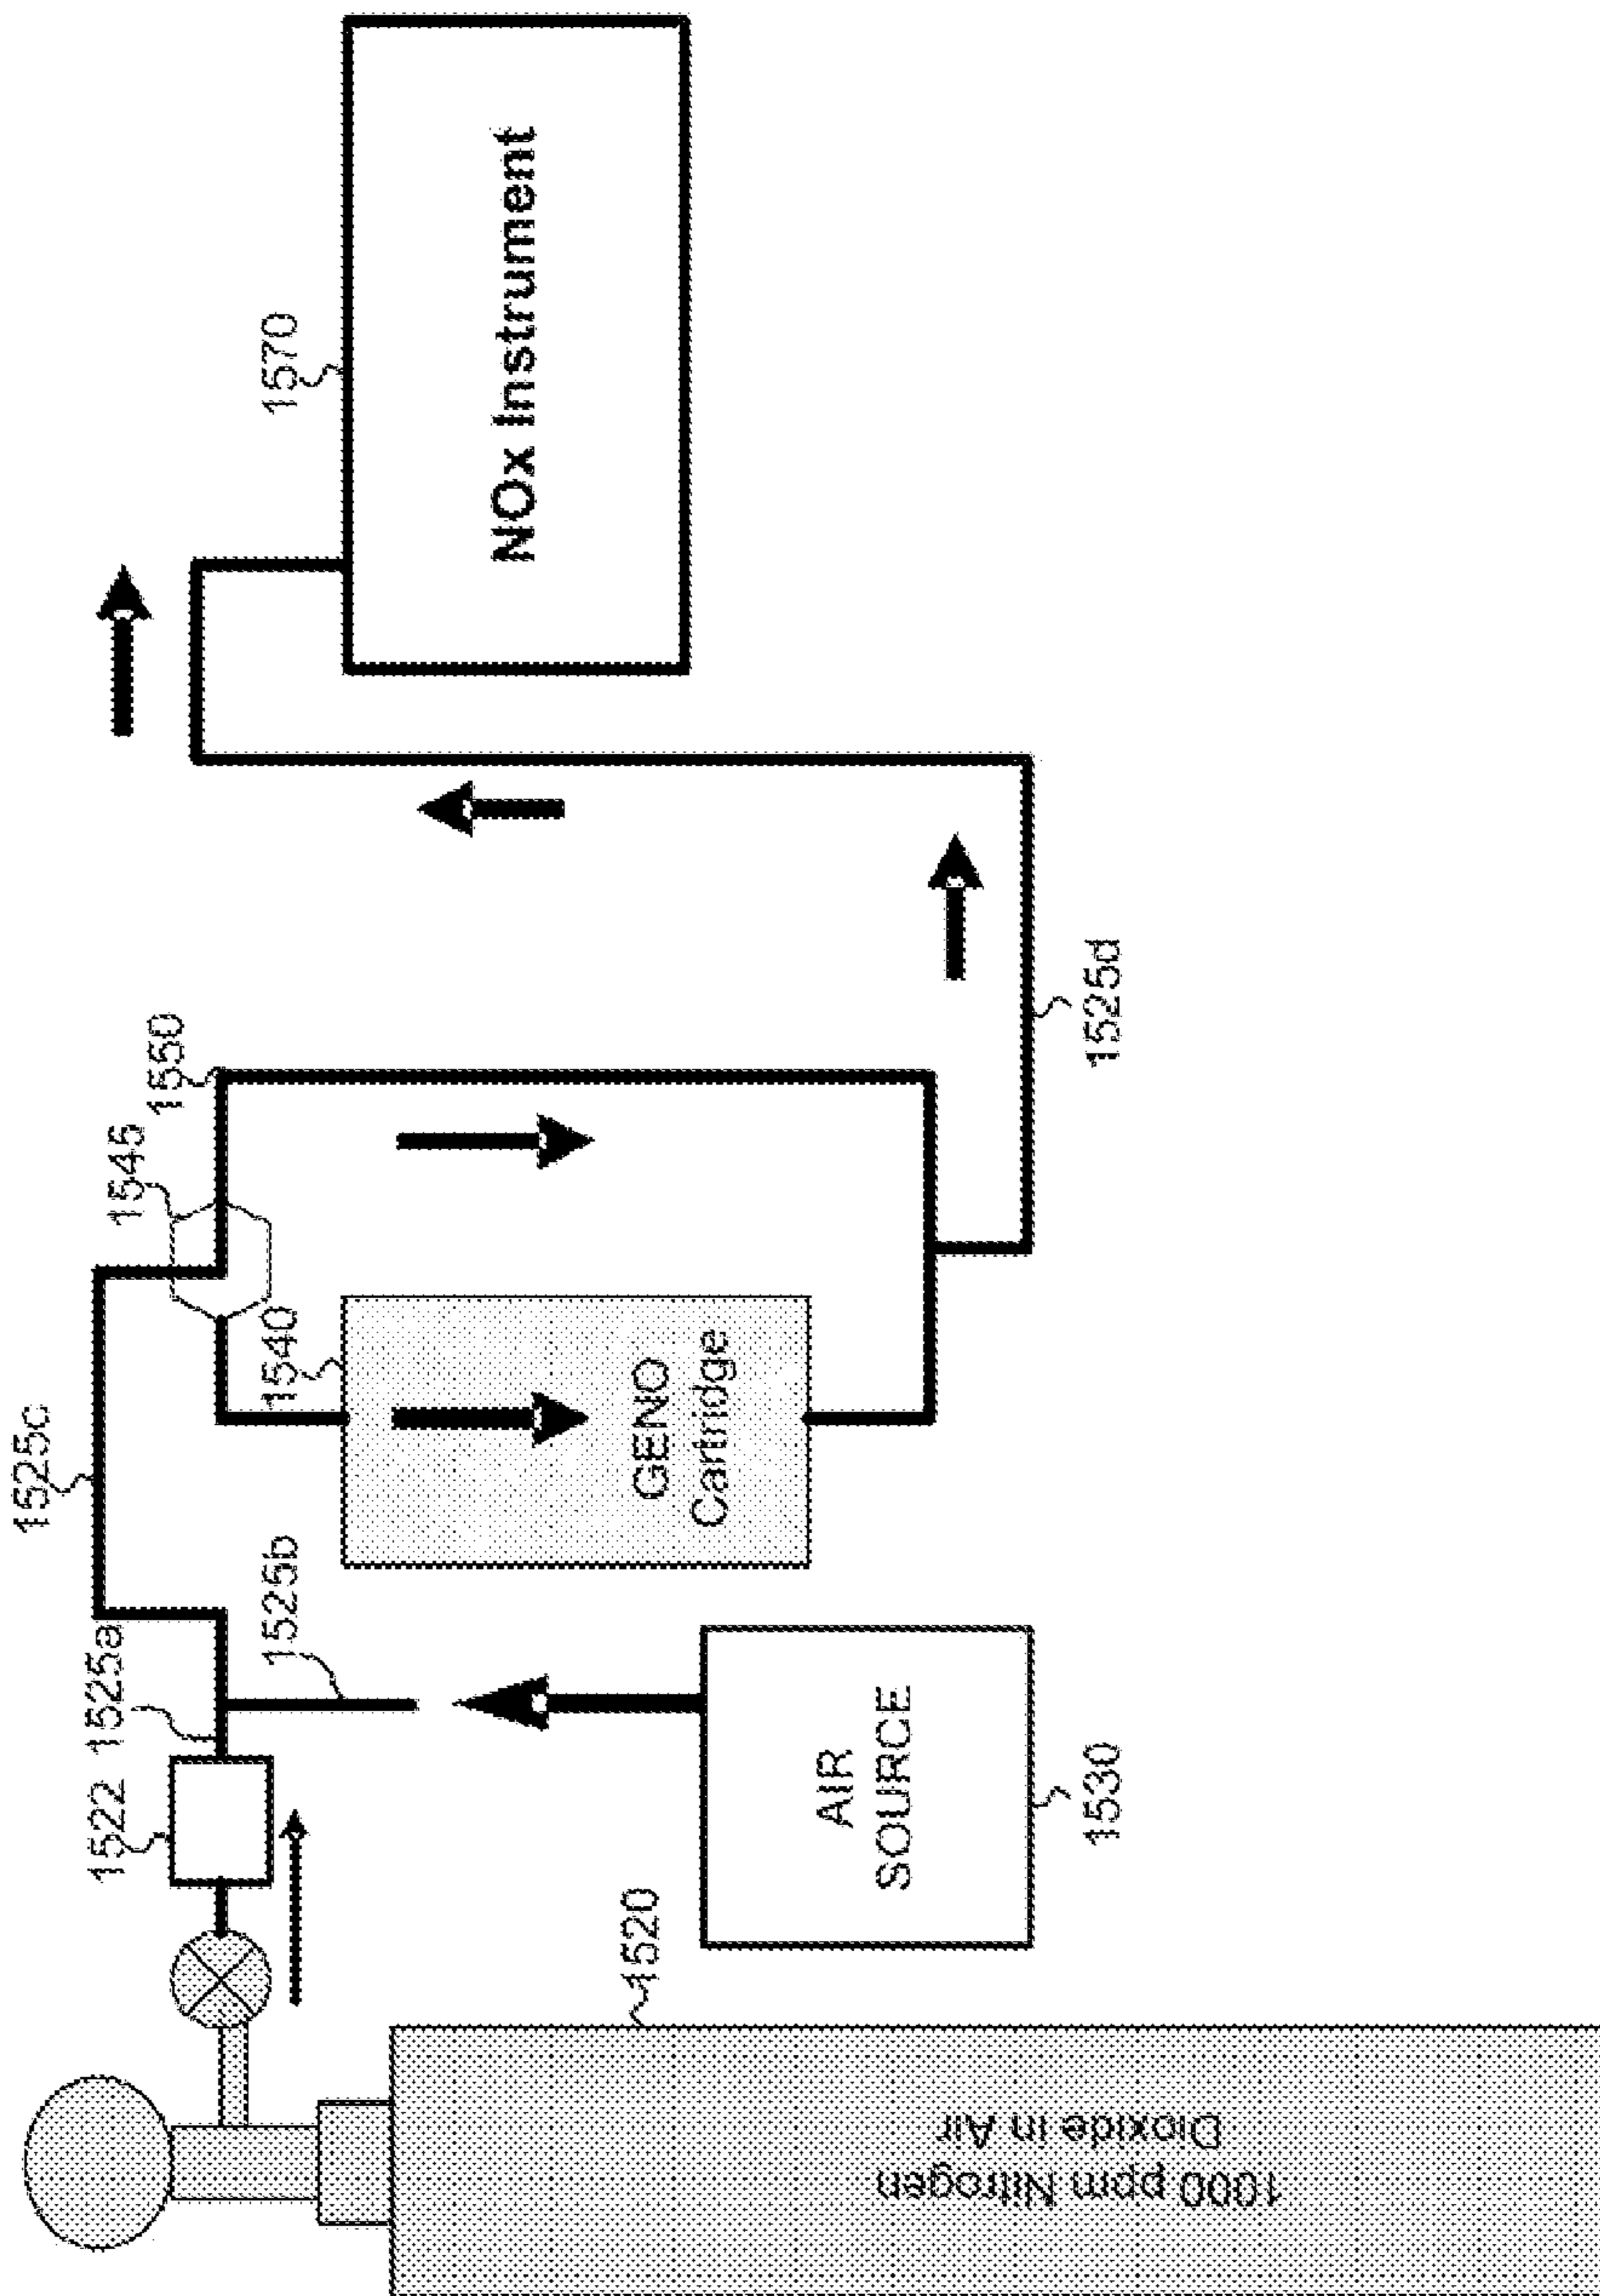 1525c
1522
1525a
1545
1550
1525b
1540
1570
NOx Instrument
1520
GENO
Cartridge
AIR
SOURCE
1000 ppm Nitrogen
Dioxide in Air
1530
1525d